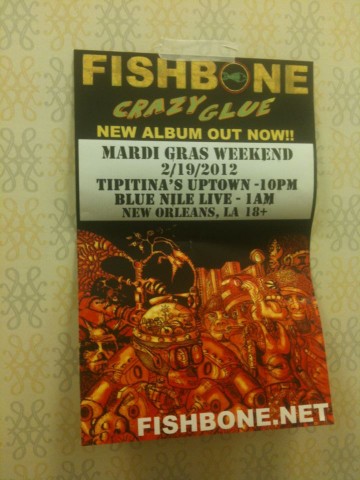 FISHBONE
CRAZY GLUE
NEW ALBUM OUT NOW!!
MARDI GRAS WEEKEND
2/19/2012
TIPITINA'S UPTOWN -10PM
BLUE NILE LIVE - 1AM
NEW ORLEANS, LA 18+
FISHBONE.NET